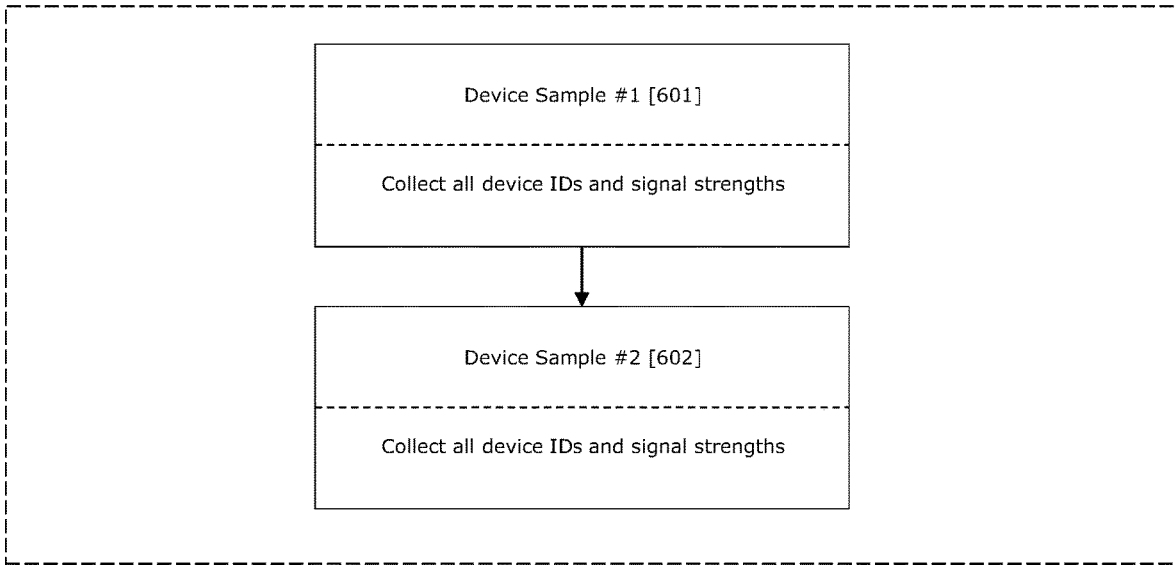 Device Sample #1 [601]
Collect all device IDs and signal strengths
Device Sample #2 [602]
Collect all device IDs and signal strengths